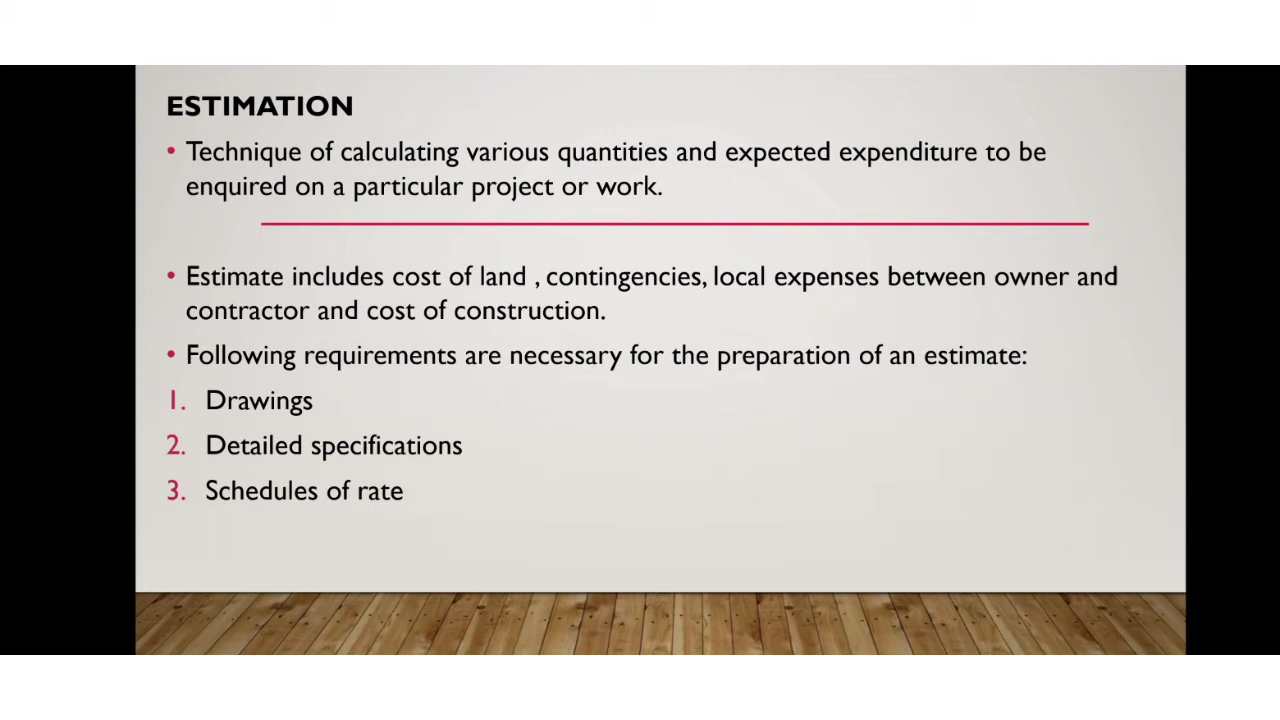 ESTIMATION
• Technique of calculating various quantities and expected expenditure to be
enquired on a particular project or work.
• Estimate includes cost of land , contingencies, local expenses between owner and
contractor and cost of construction.
• Following requirements are necessary for the preparation of an estimate:
1. Drawings
2. Detailed specifications
3. Schedules of rate